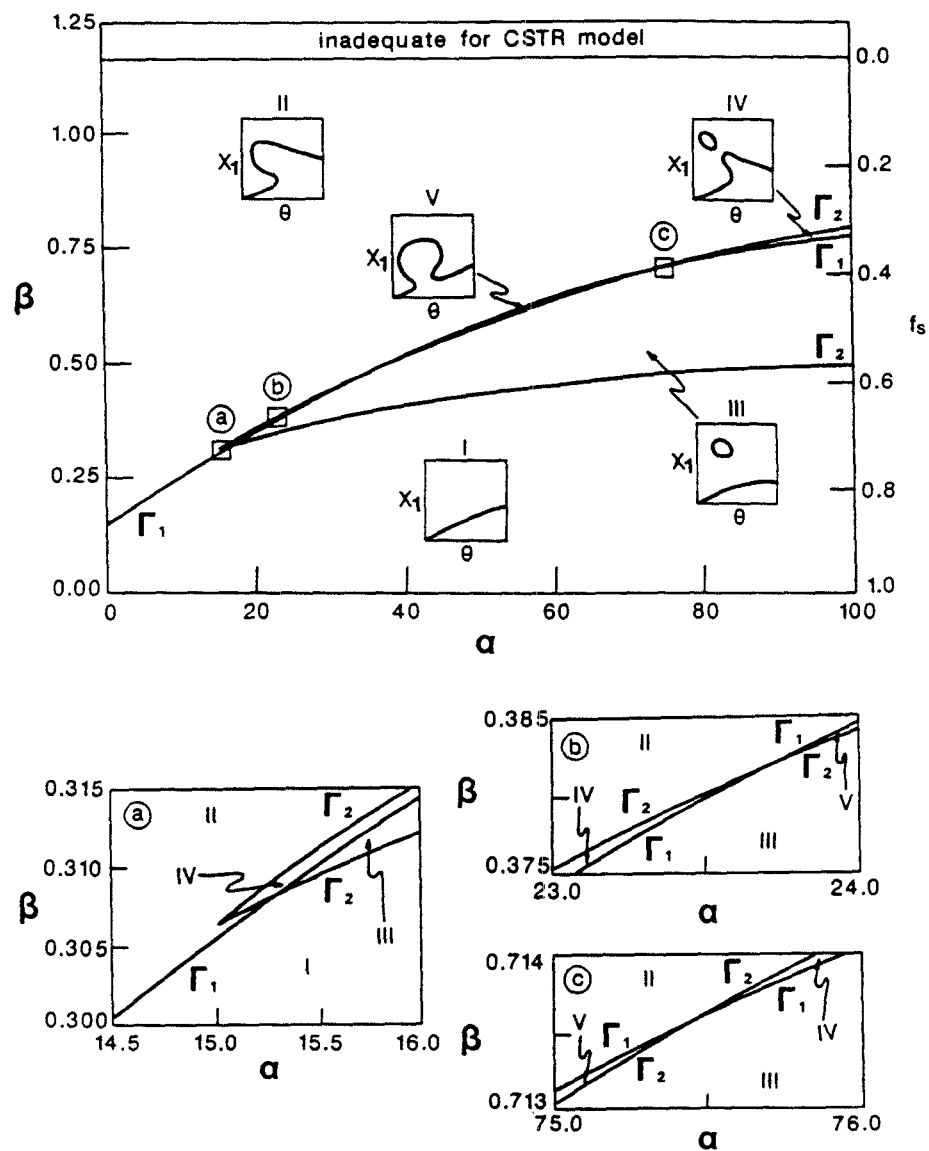 1.25
inadequate for CSTR model
0.0
II
IV
1.00
X1
θ
X1
θ
0.2
V
Γ2
0.75
X1
θ
c
Γ1
0.4
β
fs
0.50
Γ2
b
0.6
a
III
I
X1
θ
0.25
X1
θ
0.8
Γ1
0.00
1.0
0
20
40
60
80
100
α
0.385
b
II
Γ1
β
IV
Γ2
Γ2
V
Γ1
III
0.375
23.0
24.0
α
0.315
a
II
Γ2
0.310
IV
Γ2
β
III
0.305
I
Γ1
0.300
14.5
15.0
15.5
16.0
α
0.714
c
II
Γ2
V
Γ1
Γ1
IV
β
Γ2
III
0.713
75.0
76.0
α